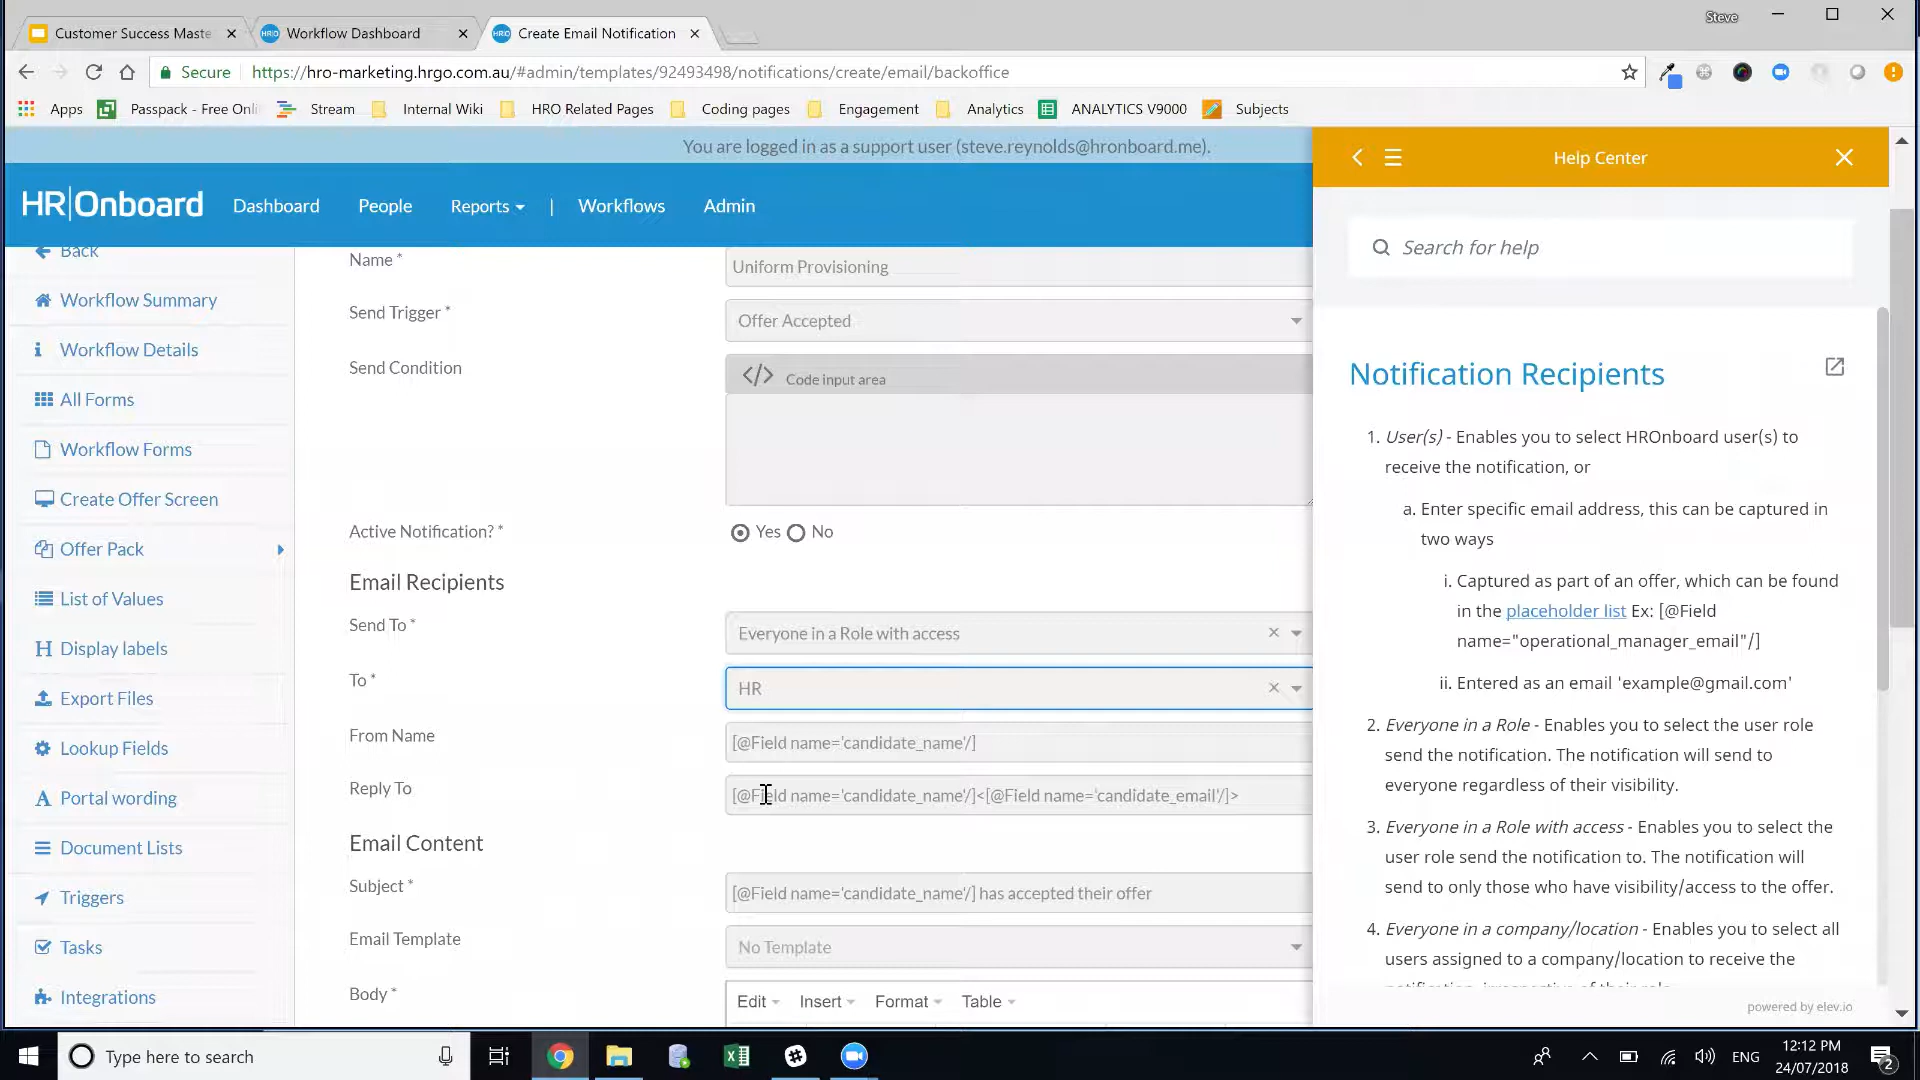 Steve
Customer Success Maste
Workflow Dashboard
Create Email Notification
Secure
https://hro-marketing.hrgo.com.au/#admin/templates/92493498/notifications/create/email/backoffice
Apps
Passpack - Free Onli
Stream
Internal Wiki
HRO Related Pages
Coding pages
Engagement
Analytics
ANALYTICS V9000
Subjects
You are logged in as a support user (steve.reynolds@hronboard.me).
HR|Onboard
Dashboard
People
Reports
|
Workflows
Admin
Back
Workflow Summary
Workflow Details
All Forms
Workflow Forms
Create Offer Screen
Offer Pack
List of Values
Display labels
Export Files
Lookup Fields
Portal wording
Document Lists
Triggers
Tasks
Integrations
Name *
Uniform Provisioning
Send Trigger *
Offer Accepted
Send Condition
</> Code input area
Active Notification? *
Yes No
Email Recipients
Send To *
Everyone in a Role with access
To *
HR
From Name
[@Field name='candidate_name'/]
Reply To
[@Field name='candidate_name'/]<[@Field name='candidate_email'/]>
Email Content
Subject *
[@Field name='candidate_name'/] has accepted their offer
Email Template
No Template
Body *
Edit Insert Format Table
Help Center
Search for help
Notification Recipients
1. User(s) - Enables you to select HROnboard user(s) to
receive the notification, or
a. Enter specific email address, this can be captured in
two ways
i. Captured as part of an offer, which can be found
in the placeholder list Ex: [@Field
name="operational_manager_email"/]
ii. Entered as an email 'example@gmail.com'
2. Everyone in a Role - Enables you to select the user role
send the notification. The notification will send to
everyone regardless of their visibility.
3. Everyone in a Role with access - Enables you to select the
user role send the notification to. The notification will
send to only those who have visibility/access to the offer.
4. Everyone in a company/location - Enables you to select all
users assigned to a company/location to receive the
powered by elev.io
Type here to search
ENG
12:12 PM
24/07/2018
2